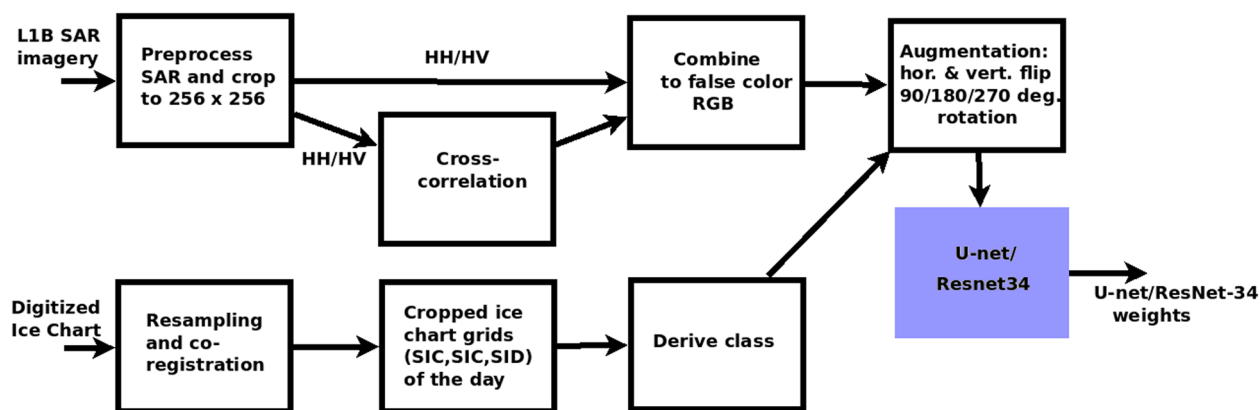 L1B SAR
imagery
Preprocess
SAR and crop
to 256 x 256
HH/HV
HH/HV
Cross-
correlation
Combine
to false color
RGB
Augmentation:
hor. & vert. flip
90/180/270 deg.
rotation
U-net/
Resnet34
U-net/ResNet-34
weights
Digitized
Ice Chart
Resampling
and co-
registration
Cropped ice
chart grids
(SIC,SIC,SID)
of the day
Derive class